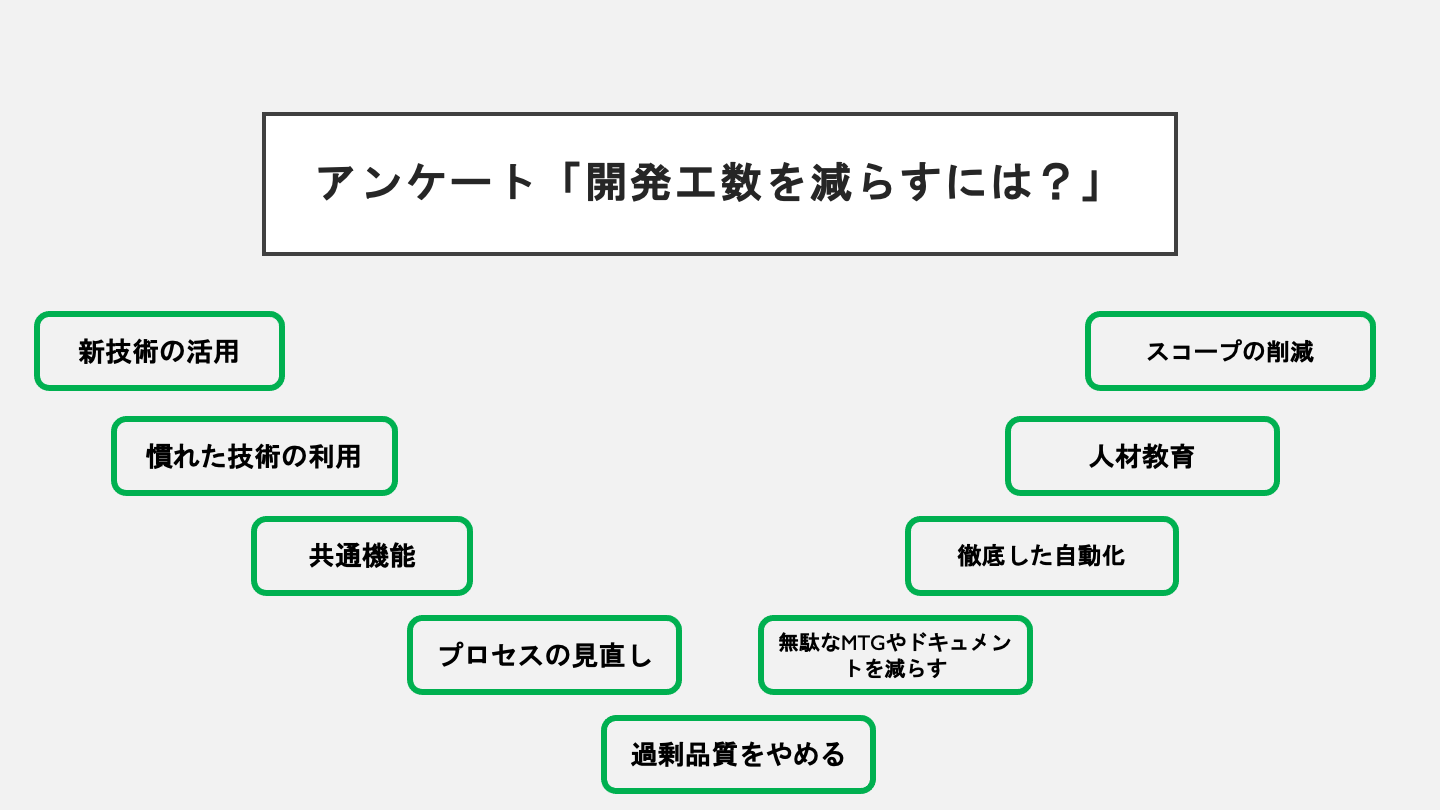 アンケート「開発工数を減らすには？」
新技術の活用
スコープの削減
慣れた技術の利用
人材教育
共通機能
徹底した自動化
プロセスの見直し
無駄なMTGやドキュメン
トを減らす
過剰品質をやめる